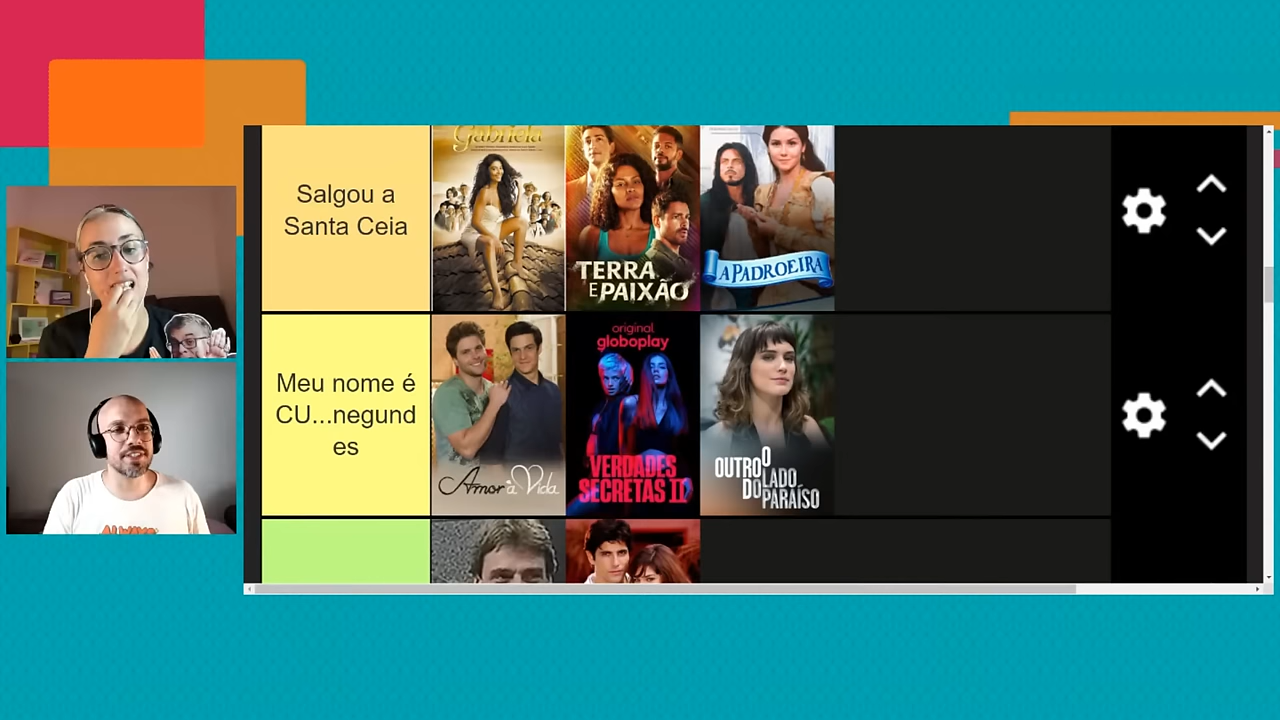 Gabriela
Salgou a
Santa Ceia
TERRA
E PAIXÃO
A PADROEIRA
Meu nome é
CU...negund
es
Amor à Vida
original
globoplay
VERDADES
SECRETAS II
O
OUTRO LADO
DO PARAÍSO
ALWAYS